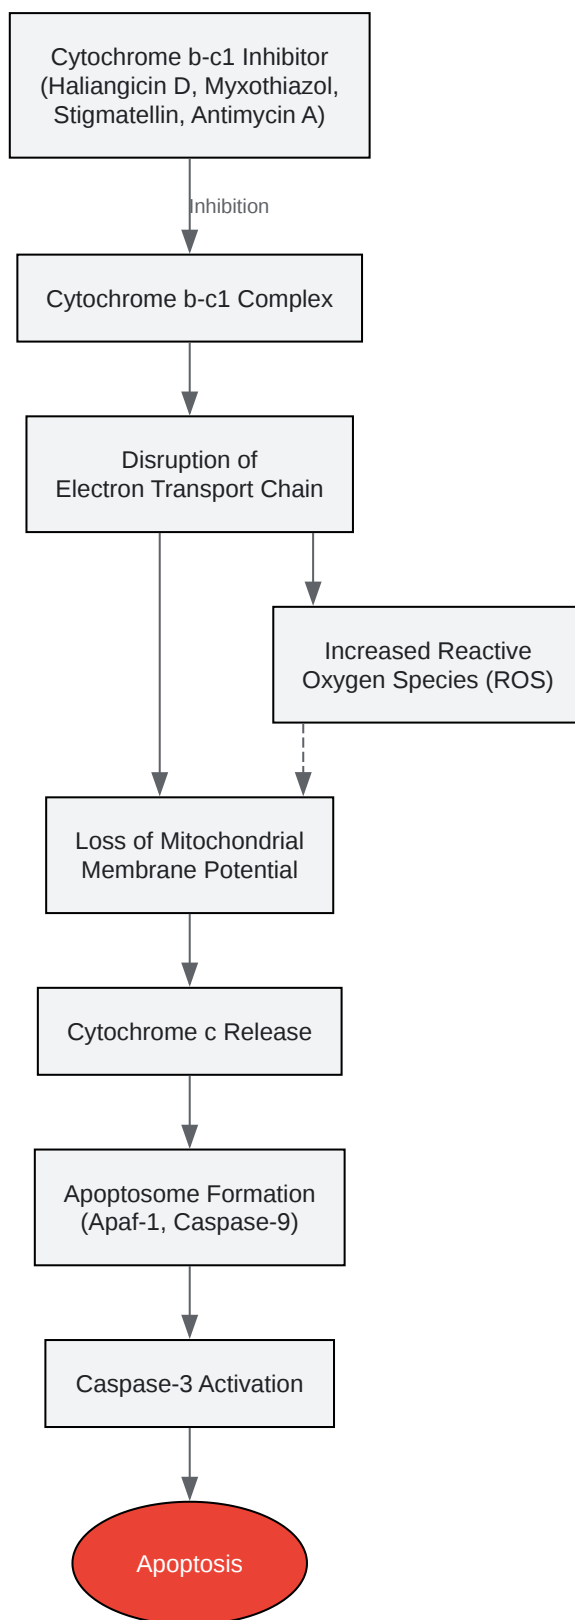 Cytochrome b-c1 Inhibitor
(Haliangicin D, Myxothiazol,
Stigmatellin, Antimycin A)
Inhibition
Cytochrome b-c1 Complex
Disruption of
Electron Transport Chain
Increased Reactive
Oxygen Species (ROS)
Loss of Mitochondrial
Membrane Potential
Cytochrome c Release
Apoptosome Formation
(Apaf-1, Caspase-9)
Caspase-3 Activation
Apoptosis